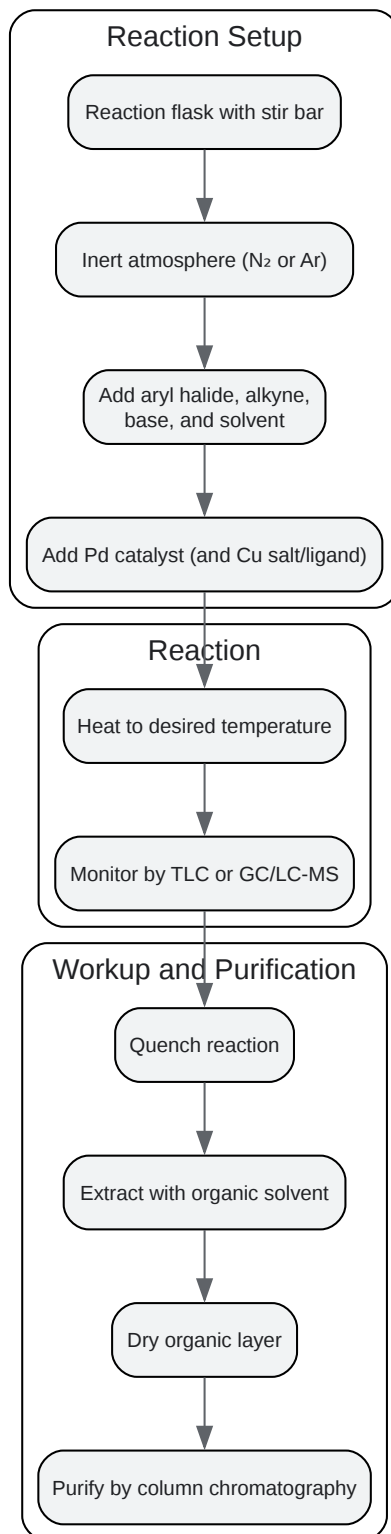 Reaction Setup
Reaction flask with stir bar
Inert atmosphere (N₂ or Ar)
Add aryl halide, alkyne,
base, and solvent
Add Pd catalyst (and Cu salt/ligand)
Reaction
Heat to desired temperature
Monitor by TLC or GC/LC-MS
Workup and Purification
Quench reaction
Extract with organic solvent
Dry organic layer
Purify by column chromatography